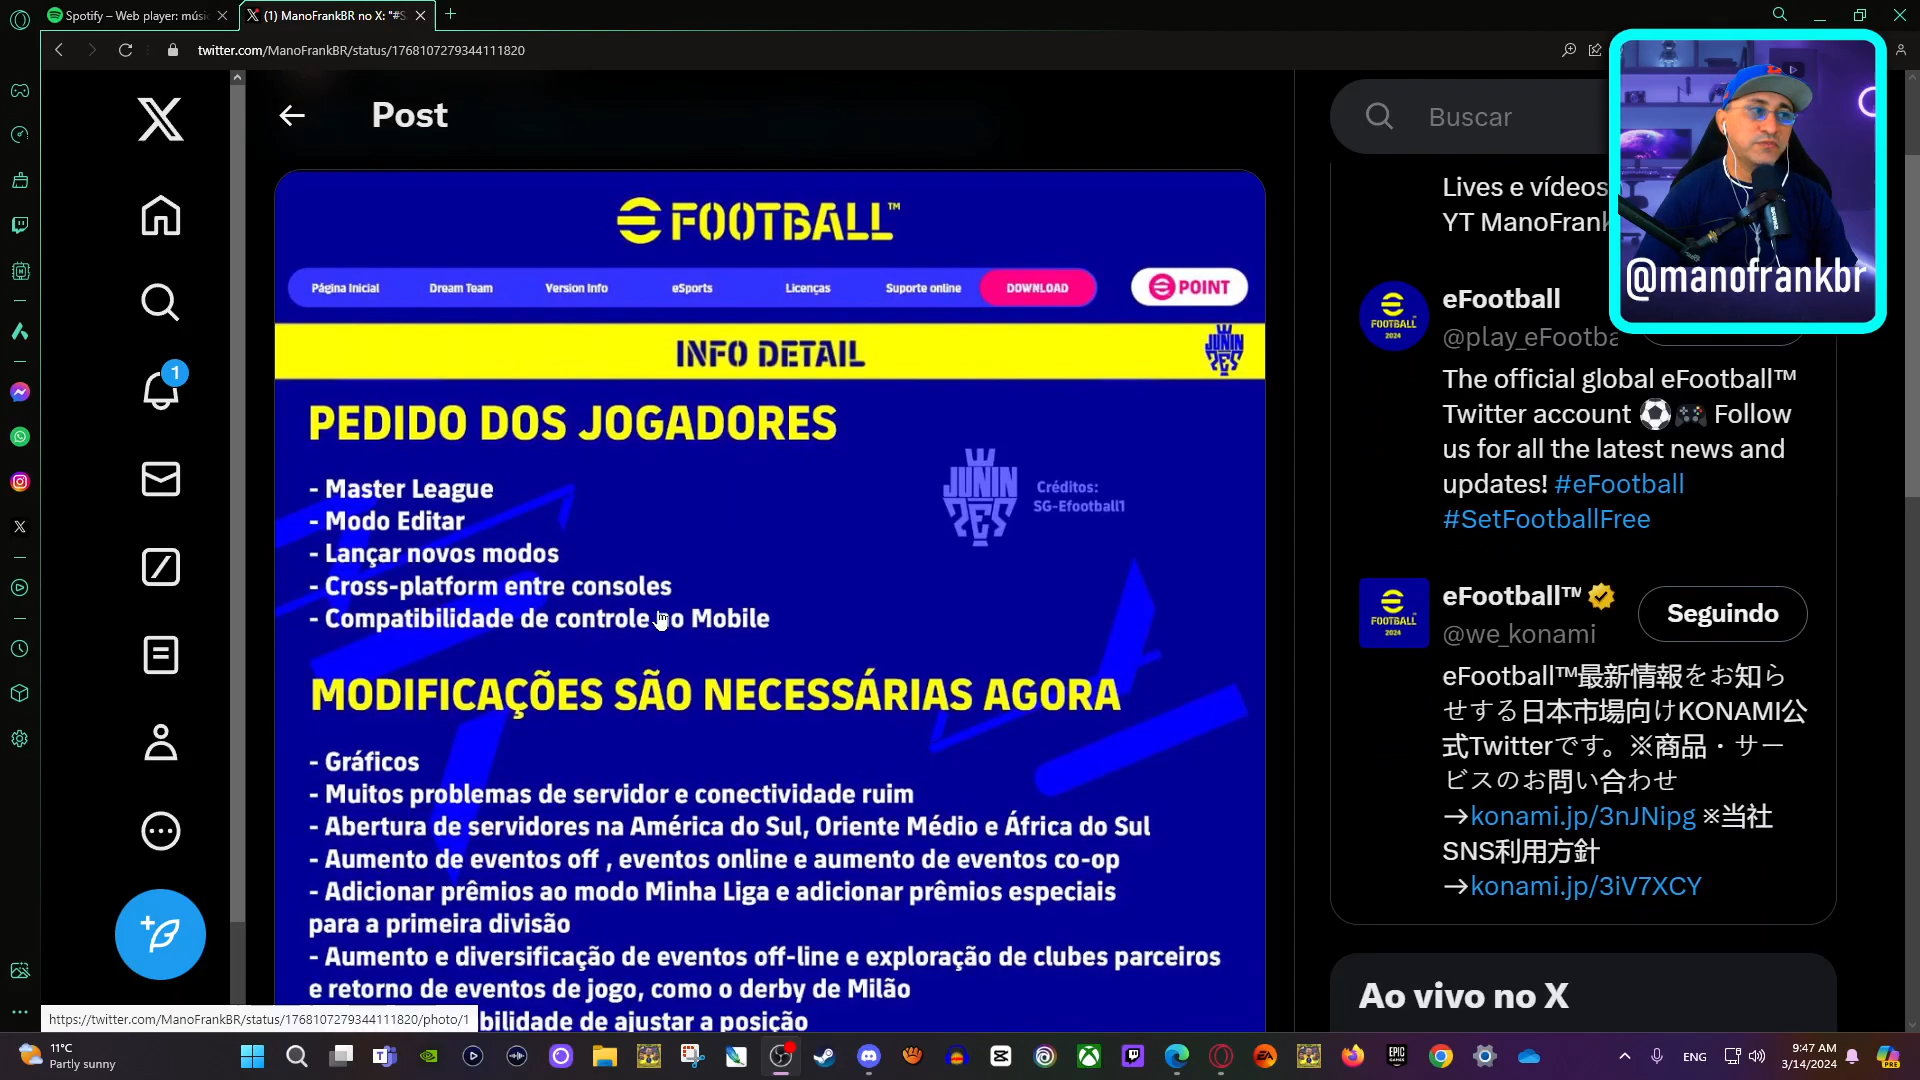 Spotify – Web player: músi
(1) ManoFrankBR no X: "#S
twitter.com/ManoFrankBR/status/1768107279344111820
Post
Buscar
Lives e vídeos
YT ManoFrank
@manofrankbr
eFootball
@play_eFootba
The official global eFootball™
Twitter account ⚽🎮 Follow
us for all the latest news and
updates! #eFootball
#SetFootballFree
eFootball™
@we_konami
Seguindo
eFootball™最新情報をお知ら
せする日本市場向けKONAMI公
式Twitterです。※商品・サー
ビスのお問い合わせ
→konami.jp/3nJNipg ※当社
SNS利用方針
→konami.jp/3iV7XCY
Ao vivo no X
1
FOOTBALL™
Página Inicial Dream Team Version Info eSports Licenças Suporte online DOWNLOAD POINT
INFO DETAIL
JUNIN PES
PEDIDO DOS JOGADORES
- Master League
- Modo Editar
- Lançar novos modos
- Cross-platform entre consoles
- Compatibilidade de controle no Mobile
JUNIN PES
Créditos:
SG-Efootball1
MODIFICAÇÕES SÃO NECESSÁRIAS AGORA
- Gráficos
- Muitos problemas de servidor e conectividade ruim
- Abertura de servidores na América do Sul, Oriente Médio e África do Sul
- Aumento de eventos off , eventos online e aumento de eventos co-op
- Adicionar prêmios ao modo Minha Liga e adicionar prêmios especiais
para a primeira divisão
- Aumento e diversificação de eventos off-line e exploração de clubes parceiros
e retorno de eventos de jogo, como o derby de Milão
bilidade de ajustar a posição
https://twitter.com/ManoFrankBR/status/1768107279344111820/photo/1
11°C
Partly sunny
ENG
9:47 AM
3/14/2024